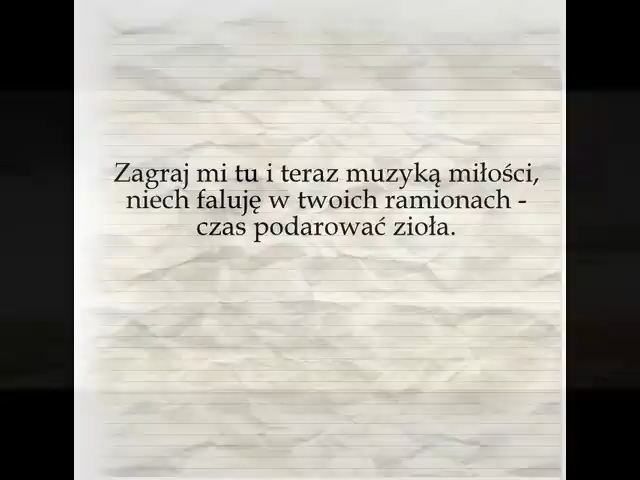 Zagraj mi tu i teraz muzyką miłości,
niech faluję w twoich ramionach -
czas podarować zioła.